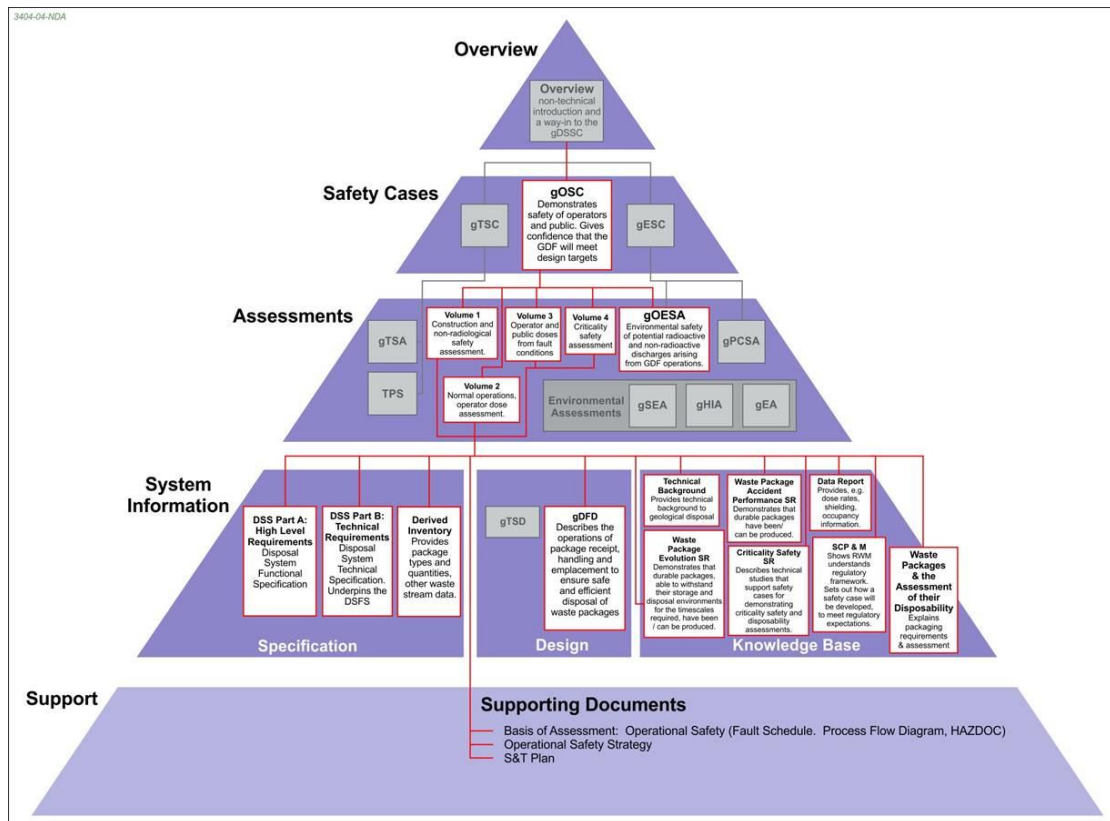 3404-04-NDA
Overview
Overview
non-technical
introduction and
a way-in to the
gDSSC
Safety Cases
gTSC
gOSC
Demonstrates
safety of operators
and public. Gives
confidence that the
GDF will meet
design targets
gESC
Assessments
gTSA
TPS
Volume 1
Construction and
non-radiological
safety
assessment.
Volume 3
Operator and
public doses
from fault
conditions
Volume 4
Criticality
safety
assessment
gOESA
Environmental safety
of potential radioactive
and non-radioactive
discharges arising
from GDF operations.
gPCSA
Volume 2
Normal operations,
operator dose
assessment.
Environmental
Assessments
gSEA
gHIA
gEA
System
Information
DSS Part A:
High Level
Requirements
Disposal
System
Functional
Specification
DSS Part B:
Technical
Requirements
Disposal
System
Technical
Specification.
Underpins the
DSFS
Derived
Inventory
Provides
package
types and
quantities,
other waste
stream data.
Specification
gTSD
gDFD
Describes the
operations of
package receipt,
handling and
emplacement to
ensure safe
and efficient
disposal of
waste packages
Design
Technical
Background
Provides technical
background to
geological disposal
Waste Package
Accident
Performance SR
Demonstrates that
durable packages
have been/
can be produced.
Data Report
Provides, e.g.
dose rates,
shielding,
occupancy
information.
Waste
Package
Evolution SR
Demonstrates that
durable packages,
able to withstand
their storage and
disposal environments
for the timescales
required, have been
/ can be produced.
Criticality Safety
SR
Describes technical
studies that
support safety
cases for
demonstrating
criticality safety and
disposability
assessments.
SCP & M
Shows RWM
understands
regulatory
framework.
Sets out how a
safety case will
be developed,
to meet regulatory
expectations.
Waste
Packages & the
Assessment
of their
Disposability
Explains
packaging
requirements
& assessment
Knowledge Base
Support
Supporting Documents
Basis of Assessment: Operational Safety (Fault Schedule. Process Flow Diagram, HAZDOC)
Operational Safety Strategy
S&T Plan